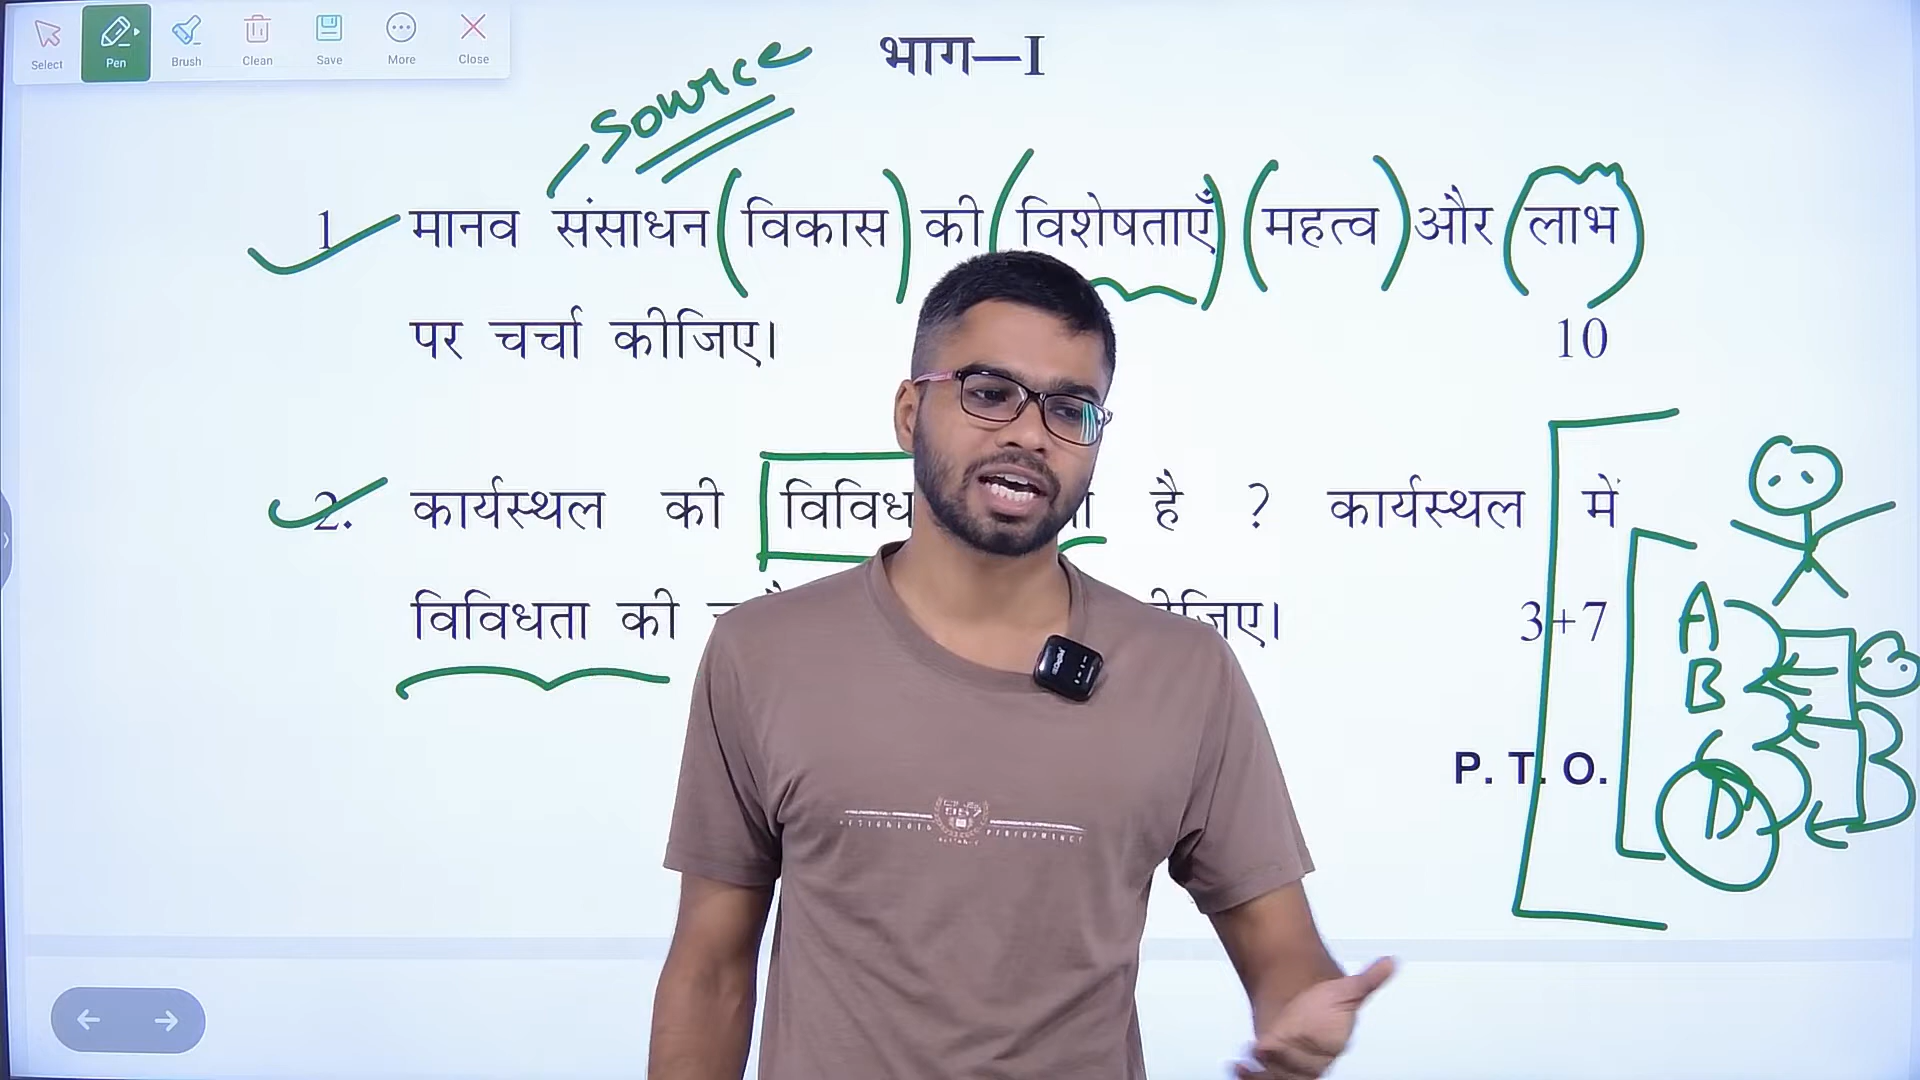 Select Pen Brush Clean Save More Close
भाग—I
Source
1 मानव संसाधन (विकास) की (विशेषताएँ) (महत्व) और (लाभ)
पर चर्चा कीजिए। 10
2. कार्यस्थल की है ? कार्यस्थल में
विविधता की 3+7
A
B
D
P. T. O.